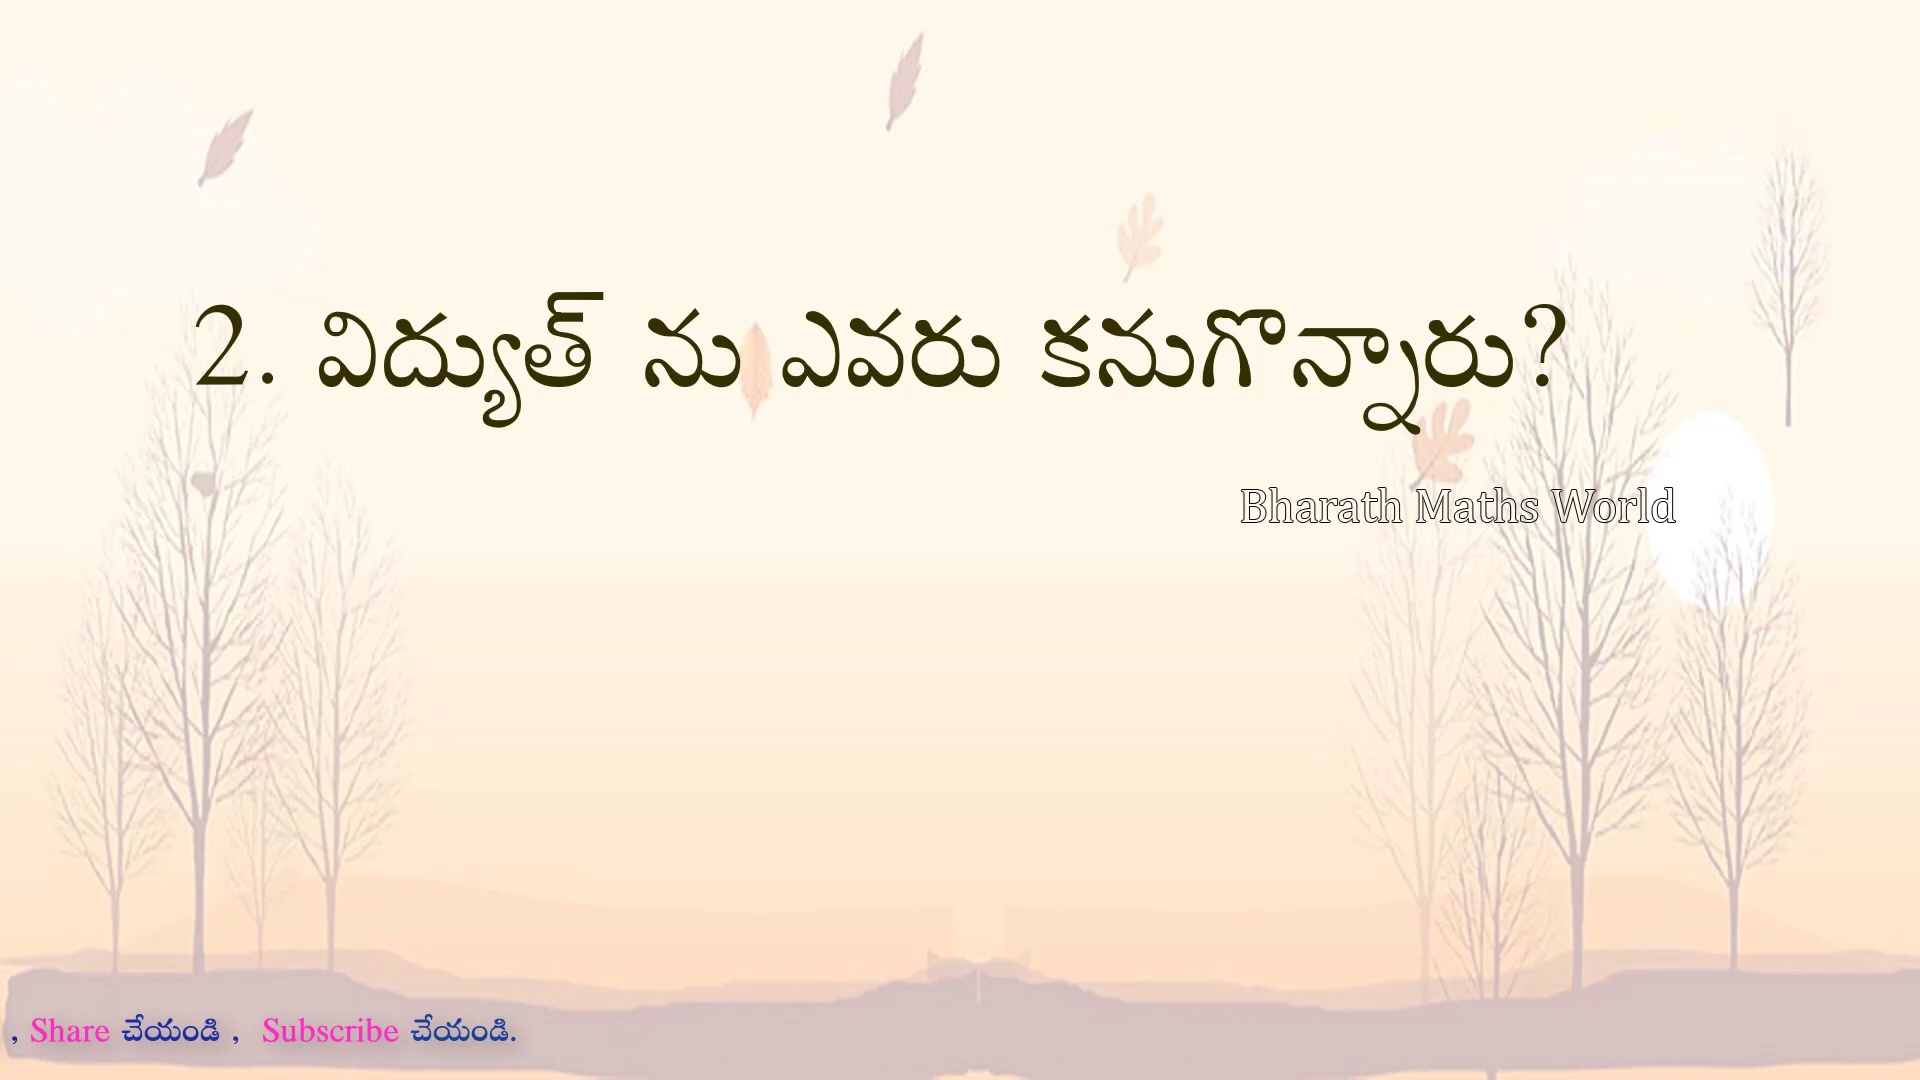 2. విద్యుత్ ను ఎవరు కనుగొన్నారు?
Bharath Maths World
, Share చేయండి , Subscribe చేయండి.